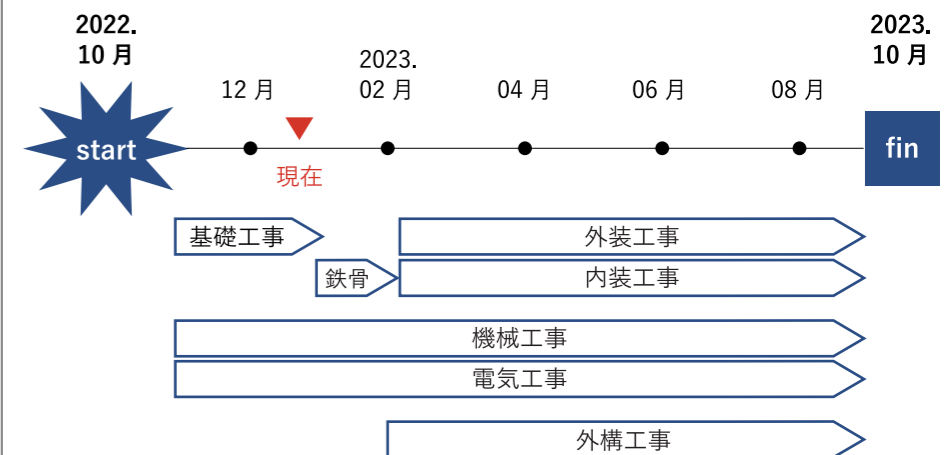 2022.
10 月
2023.
10 月
12 月
2023.
02 月
04 月
06 月
08 月
start
fin
現在
基礎工事
外装工事
鉄骨
内装工事
機械工事
電気工事
外構工事